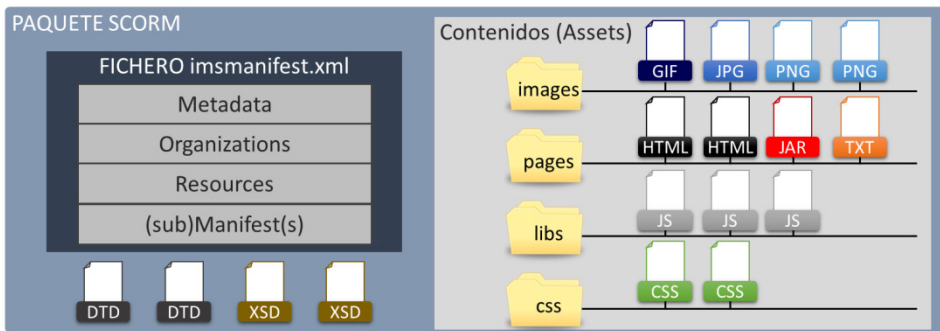 PAQUETE SCORM
FICHERO imsmanifest.xml
Metadata
Organizations
Resources
(sub)Manifest(s)
DTD DTD XSD XSD
Contenidos (Assets)
images GIF JPG PNG PNG
pages HTML HTML JAR TXT
libs JS JS JS
css CSS CSS